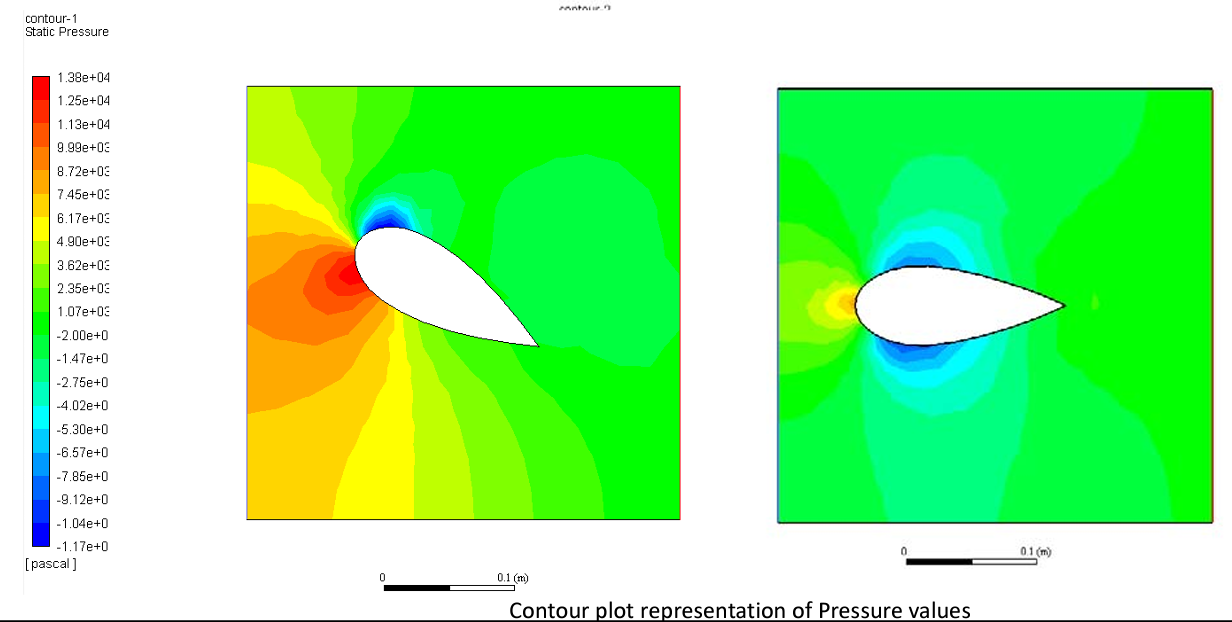 contour-2
contour-1
Static Pressure
1.38e+04
1.25e+04
1.13e+04
9.99e+03
8.72e+03
7.45e+03
6.17e+03
4.90e+03
3.62e+03
2.35e+03
1.07e+03
-2.00e+0
-1.47e+0
-2.75e+0
-4.02e+0
-5.30e+0
-6.57e+0
-7.85e+0
-9.12e+0
-1.04e+0
-1.17e+0
[ pascal ]
0 0.1 (m)
0 0.1 (m)
Contour plot representation of Pressure values